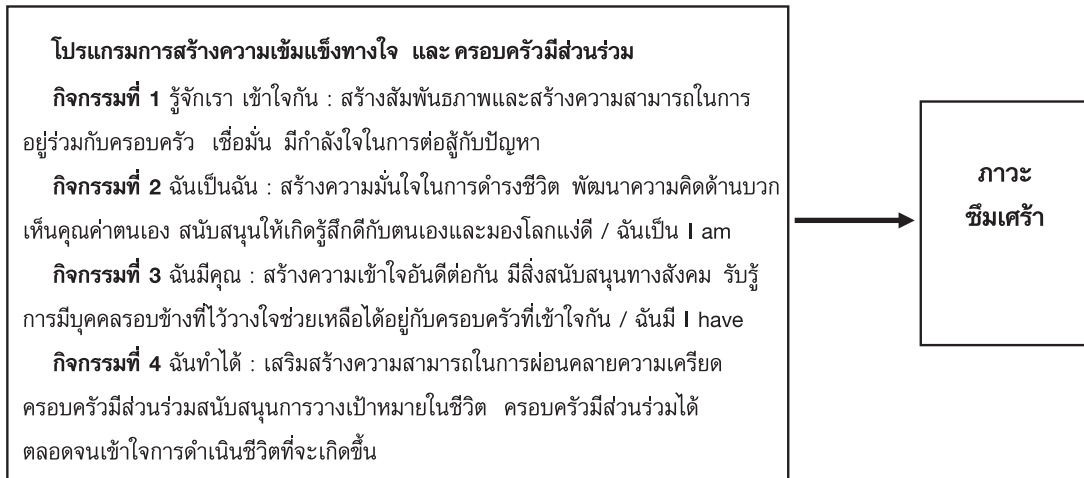 โปรแกรมการสร้างความเข้มแข็งทางใจ และ ครอบครัวมีส่วนร่วม
กิจกรรมที่ 1 รู้จักเรา เข้าใจกัน : สร้างสัมพันธภาพและสร้างความสามารถในการ
อยู่ร่วมกับครอบครัว เชื่อมั่น มีกำลังใจในการต่อสู้กับปัญหา
กิจกรรมที่ 2 ฉันเป็นฉัน : สร้างความมั่นใจในการดำรงชีวิต พัฒนาความคิดด้านบวก
เห็นคุณค่าตนเอง สนับสนุนให้เกิดรู้สึกดีกับตนเองและมองโลกแง่ดี / ฉันเป็น I am
กิจกรรมที่ 3 ฉันมีคุณ : สร้างความเข้าใจอันดีต่อกัน มีสิ่งสนับสนุนทางสังคม รับรู้
การมีบุคคลรอบข้างที่ไว้วางใจช่วยเหลือได้อยู่กับครอบครัวที่เข้าใจกัน / ฉันมี I have
กิจกรรมที่ 4 ฉันทำได้ : เสริมสร้างความสามารถในการผ่อนคลายความเครียด
ครอบครัวมีส่วนร่วมสนับสนุนการวางเป้าหมายในชีวิต ครอบครัวมีส่วนร่วมได้
ตลอดจนเข้าใจการดำเนินชีวิตที่จะเกิดขึ้น
ภาวะ
ซึมเศร้า